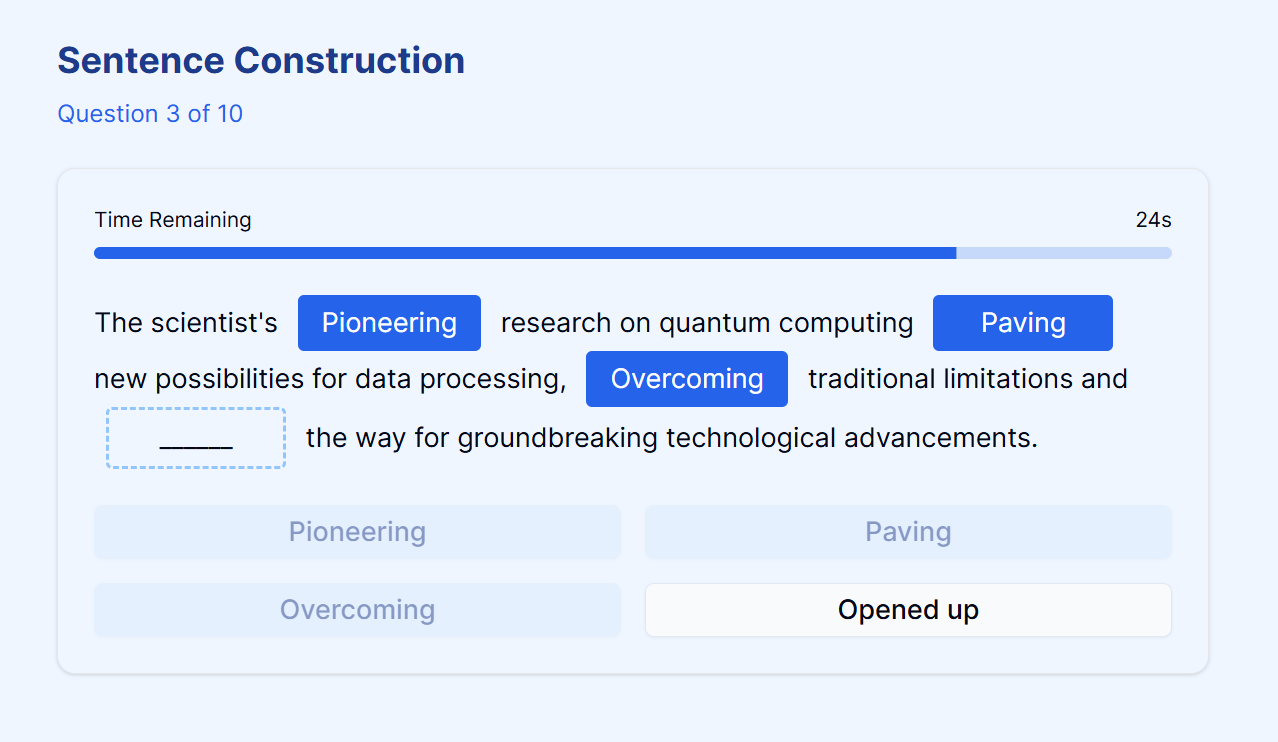 Sentence Construction
Question 3 of 10
Time Remaining 24s
The scientist's Pioneering research on quantum computing Paving
new possibilities for data processing, Overcoming traditional limitations and
______ the way for groundbreaking technological advancements.
Pioneering Paving
Overcoming Opened up